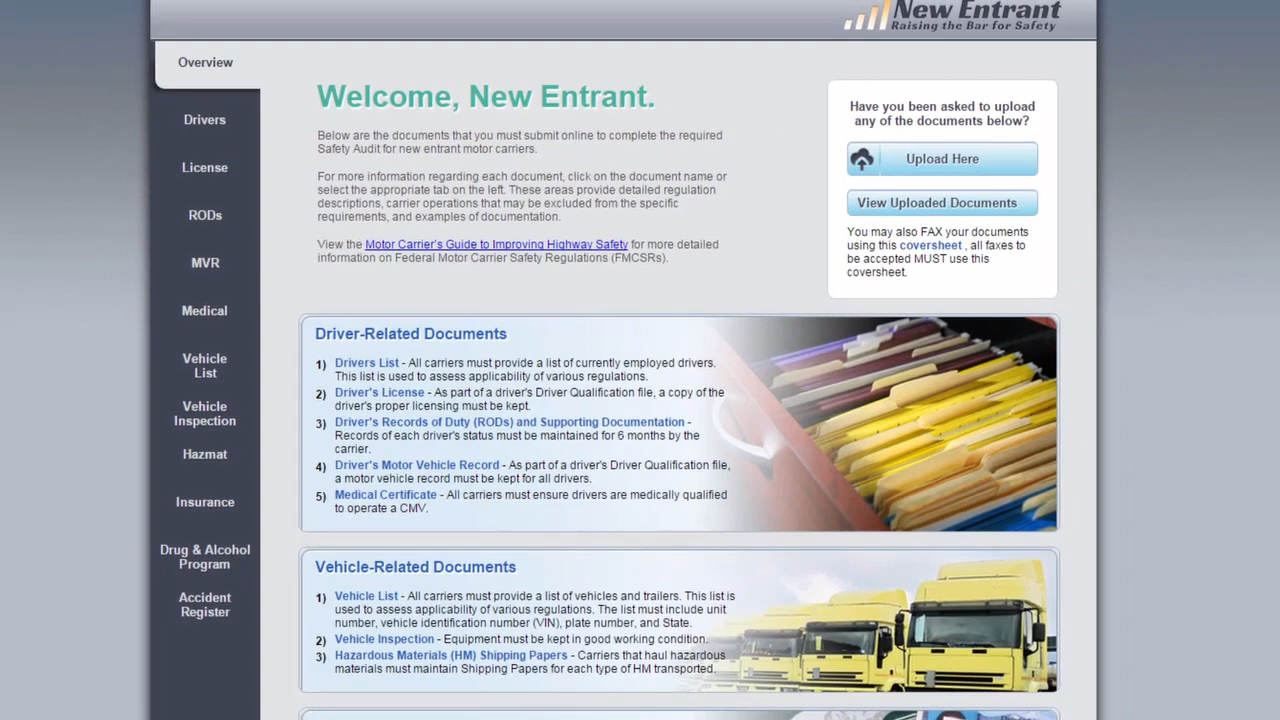 New Entrant
Raising the Bar for Safety
Overview
Drivers
License
RODs
MVR
Medical
Vehicle
List
Vehicle
Inspection
Hazmat
Insurance
Drug & Alcohol
Program
Accident
Register
Welcome, New Entrant.
Below are the documents that you must submit online to complete the required
Safety Audit for new entrant motor carriers.
For more information regarding each document, click on the document name or
select the appropriate tab on the left. These areas provide detailed regulation
descriptions, carrier operations that may be excluded from the specific
requirements, and examples of documentation.
View the Motor Carrier's Guide to Improving Highway Safety for more detailed
information on Federal Motor Carrier Safety Regulations (FMCSRs).
Have you been asked to upload
any of the documents below?
Upload Here
View Uploaded Documents
You may also FAX your documents
using this coversheet , all faxes to
be accepted MUST use this
coversheet.
Driver-Related Documents
1) Drivers List - All carriers must provide a list of currently employed drivers.
This list is used to assess applicability of various regulations.
2) Driver's License - As part of a driver's Driver Qualification file, a copy of the
driver's proper licensing must be kept.
3) Driver's Records of Duty (RODs) and Supporting Documentation -
Records of each driver's status must be maintained for 6 months by the
carrier.
4) Driver's Motor Vehicle Record - As part of a driver's Driver Qualification file,
a motor vehicle record must be kept for all drivers.
5) Medical Certificate - All carriers must ensure drivers are medically qualified
to operate a CMV.
Vehicle-Related Documents
1) Vehicle List - All carriers must provide a list of vehicles and trailers. This list is
used to assess applicability of various regulations. The list must include unit
number, vehicle identification number (VIN), plate number, and State.
2) Vehicle Inspection - Equipment must be kept in good working condition.
3) Hazardous Materials (HM) Shipping Papers - Carriers that haul hazardous
materials must maintain Shipping Papers for each type of HM transported.